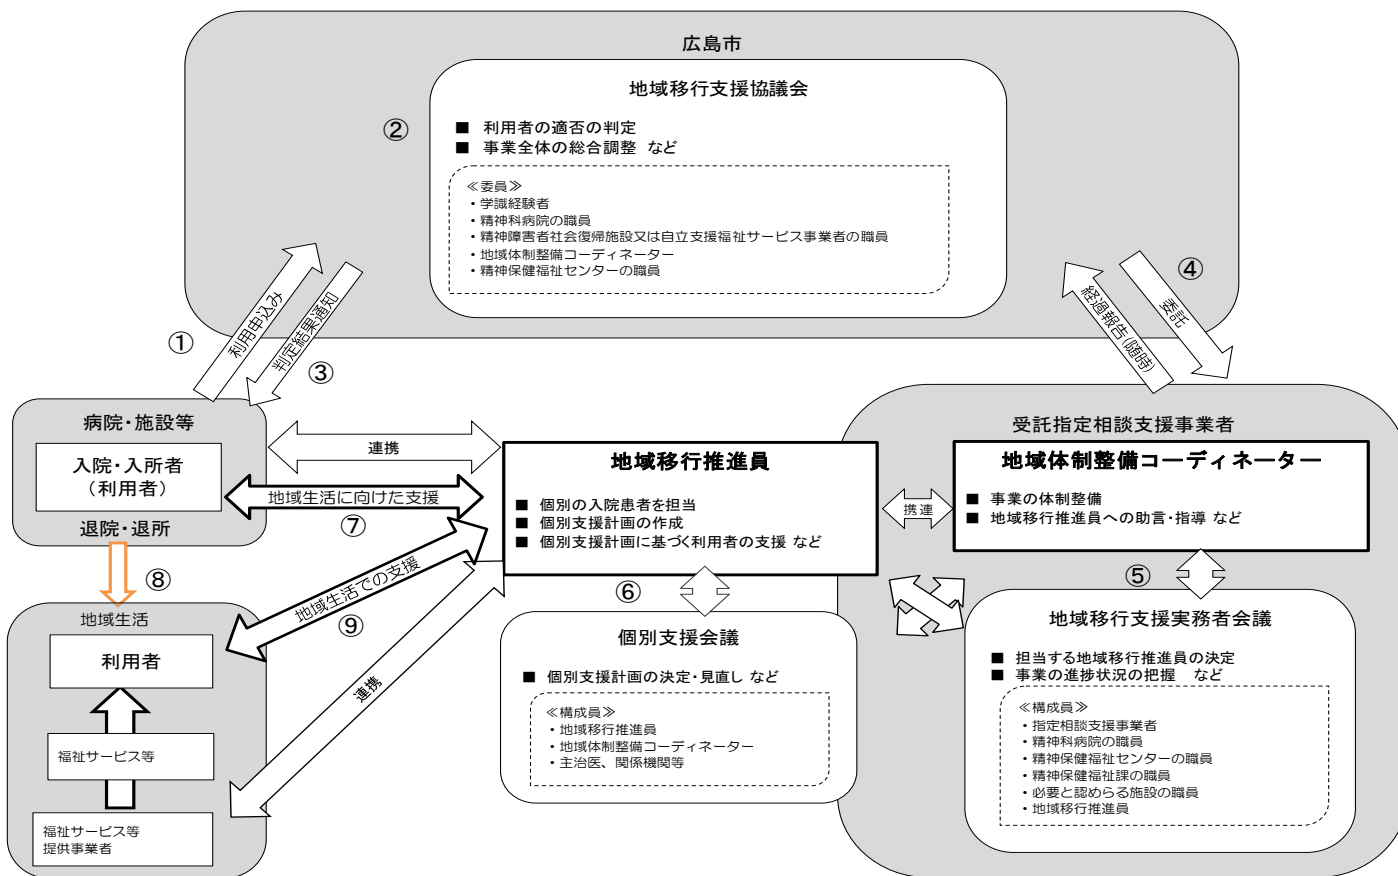 広島市
地域移行支援協議会
②
■ 利用者の適否の判定
■ 事業全体の総合調整 など
≪委員≫
・学識経験者
・精神科病院の職員
・精神障害者社会復帰施設又は自立支援福祉サービス事業者の職員
・地域体制整備コーディネーター
・精神保健福祉センターの職員
①
利用申込み
判定結果通知
③
④
委託
経過報告(随時)
病院・施設等
入院・入所者
(利用者)
退院・退所
連携
地域生活に向けた支援
⑦
⑧
地域移行推進員
■ 個別の入院患者を担当
■ 個別支援計画の作成
■ 個別支援計画に基づく利用者の支援 など
携連
受託指定相談支援事業者
地域体制整備コーディネーター
■ 事業の体制整備
■ 地域移行推進員への助言・指導 など
⑤
⑥
地域生活での支援
⑨
連携
地域生活
利用者
福祉サービス等
福祉サービス等
提供事業者
個別支援会議
■ 個別支援計画の決定・見直し など
≪構成員≫
・地域移行推進員
・地域体制整備コーディネーター
・主治医、関係機関等
地域移行支援実務者会議
■ 担当する地域移行推進員の決定
■ 事業の進捗状況の把握 など
≪構成員≫
・指定相談支援事業者
・精神科病院の職員
・精神保健福祉センターの職員
・精神保健福祉課の職員
・必要と認めらる施設の職員
・地域移行推進員